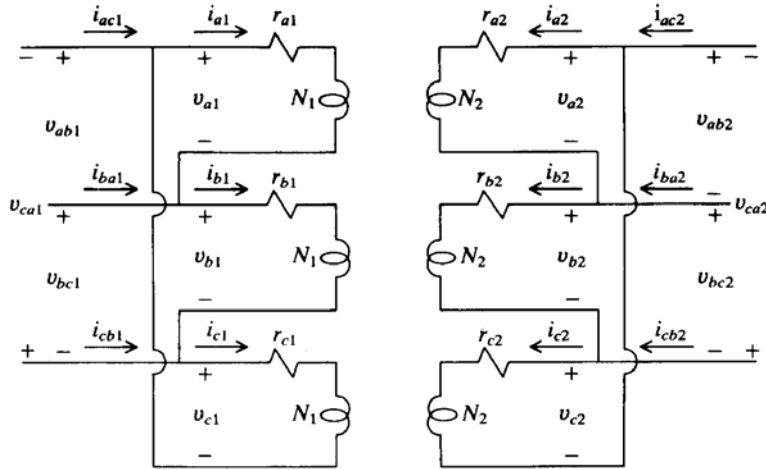 i_ac1 i_a1 r_a1 r_a2 i_a2 i_ac2
− + + + + −
v_ab1 v_a1 N_1 N_2 v_a2 v_ab2
− −
i_ba1 i_b1 r_b1 r_b2 i_b2 i_ba2 −
v_ca1 + + + + v_ca2
v_bc1 v_b1 N_1 N_2 v_b2 v_bc2
− −
i_cb1 i_c1 r_c1 r_c2 i_c2 i_cb2
+ − + + − +
v_c1 N_1 N_2 v_c2
− −